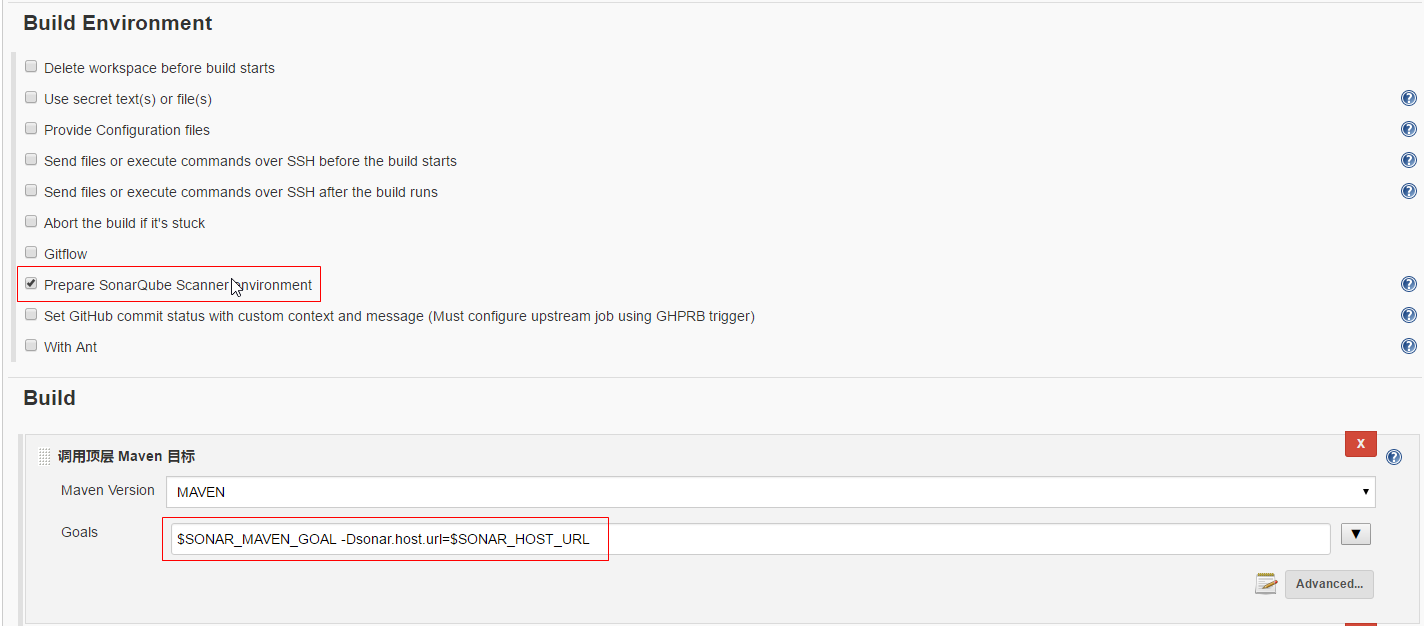 Build Environment
Delete workspace before build starts
Use secret text(s) or file(s)
Provide Configuration files
Send files or execute commands over SSH before the build starts
Send files or execute commands over SSH after the build runs
Abort the build if it's stuck
Gitflow
Prepare SonarQube Scanner environment
Set GitHub commit status with custom context and message (Must configure upstream job using GHPRB trigger)
With Ant
Build
X
调用顶层 Maven 目标
Maven Version MAVEN
Goals $SONAR_MAVEN_GOAL -Dsonar.host.url=$SONAR_HOST_URL
Advanced...